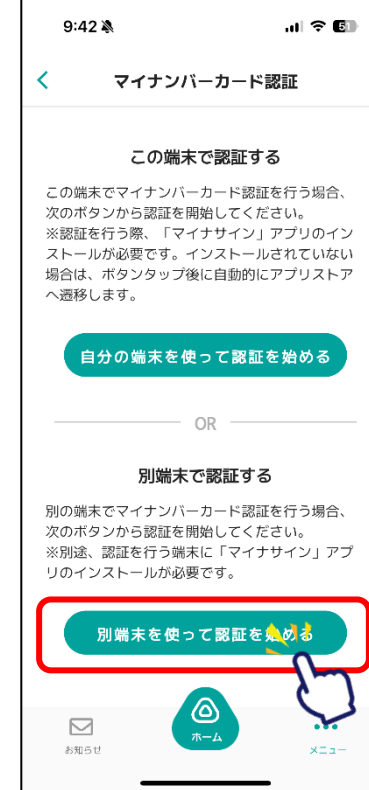 9:42
51
マイナンバーカード認証
この端末で認証する
この端末でマイナンバーカード認証を行う場合、
次のボタンから認証を開始してください。
※認証を行う際、「マイナサイン」アプリのイン
ストールが必要です。インストールされていない
場合は、ボタンタップ後に自動的にアプリストア
へ遷移します。
自分の端末を使って認証を始める
OR
別端末で認証する
別の端末でマイナンバーカード認証を行う場合、
次のボタンから認証を開始してください。
※別途、認証を行う端末に「マイナサイン」アプ
リのインストールが必要です。
別端末を使って認証を始める
お知らせ
ホーム
メニュー